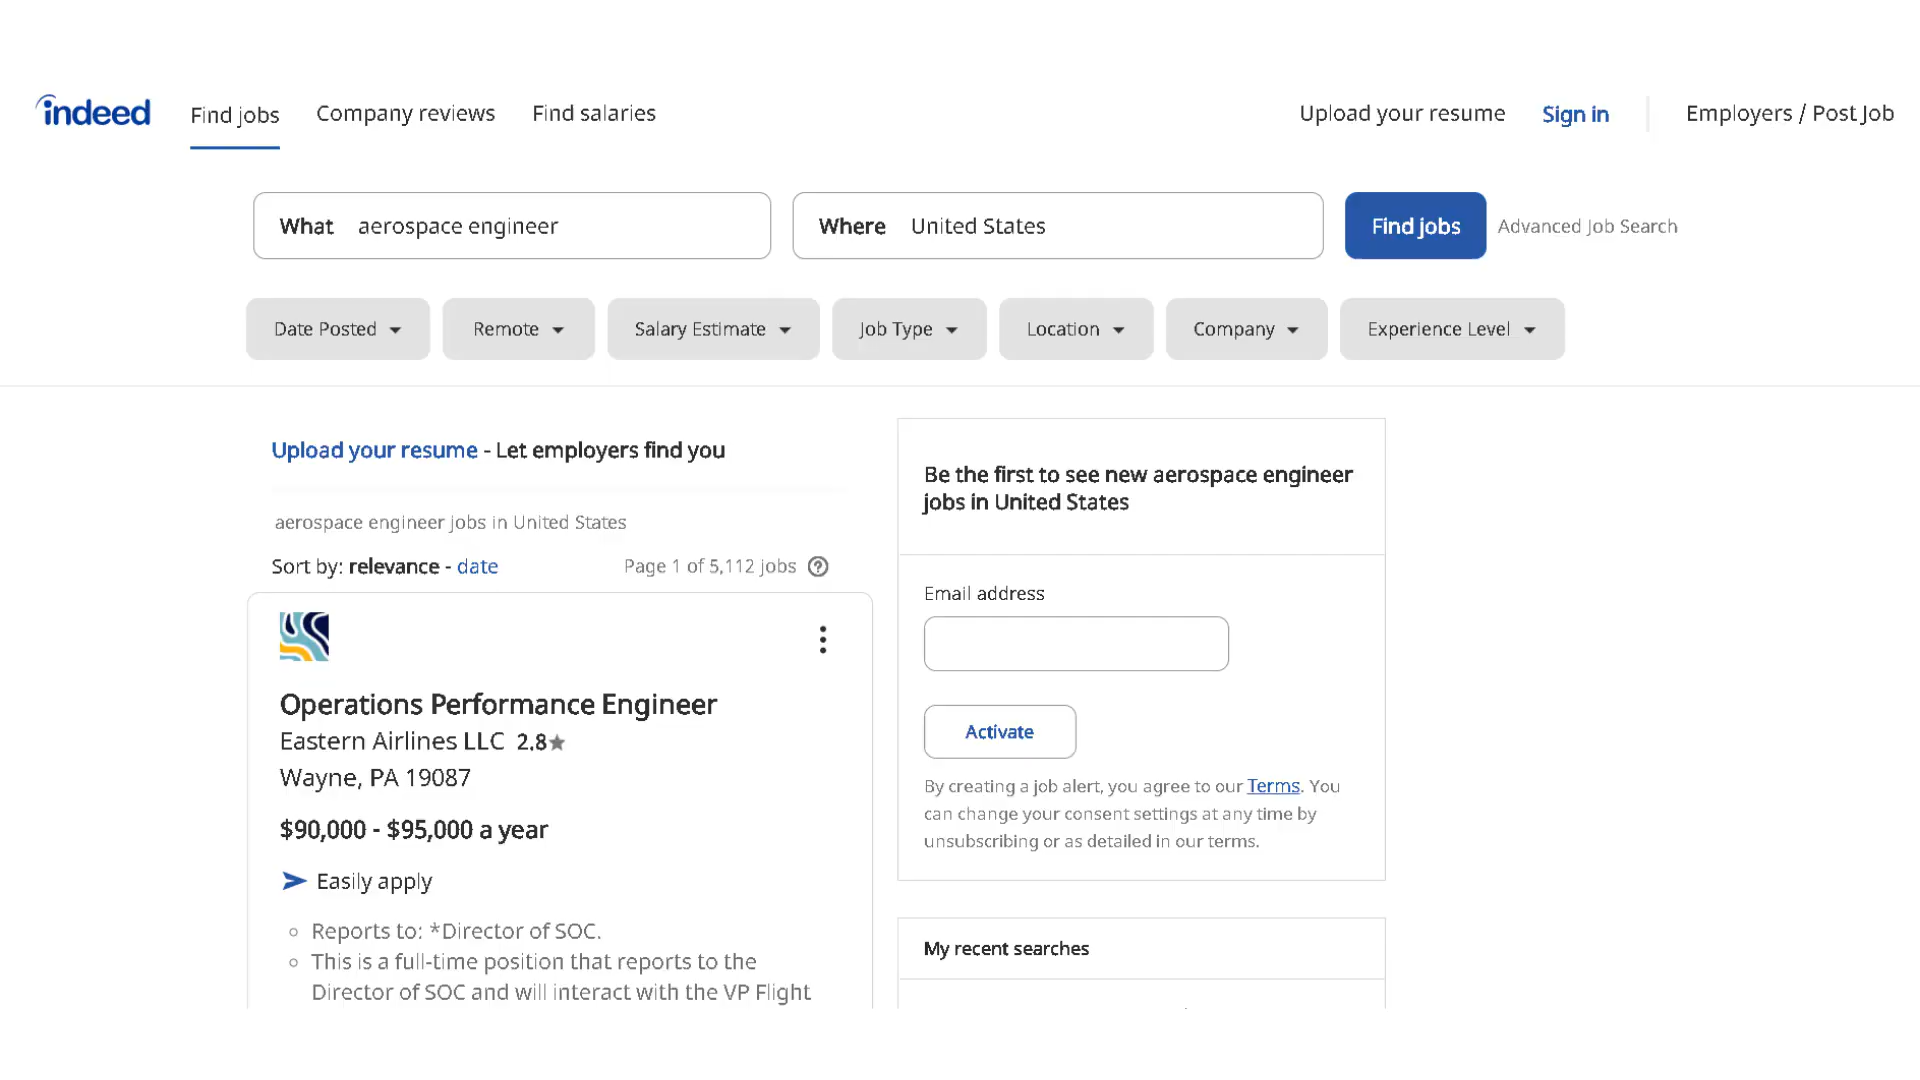 indeed Find jobs Company reviews Find salaries Upload your resume Sign in Employers / Post Job
What aerospace engineer Where United States Find jobs Advanced Job Search
Date Posted Remote Salary Estimate Job Type Location Company Experience Level
Upload your resume - Let employers find you
aerospace engineer jobs in United States
Sort by: relevance - date Page 1 of 5,112 jobs ?
Operations Performance Engineer
Eastern Airlines LLC 2.8★
Wayne, PA 19087
$90,000 - $95,000 a year
Easily apply
Reports to: *Director of SOC.
This is a full-time position that reports to the
Director of SOC and will interact with the VP Flight
Be the first to see new aerospace engineer
jobs in United States
Email address
Activate
By creating a job alert, you agree to our Terms. You
can change your consent settings at any time by
unsubscribing or as detailed in our terms.
My recent searches